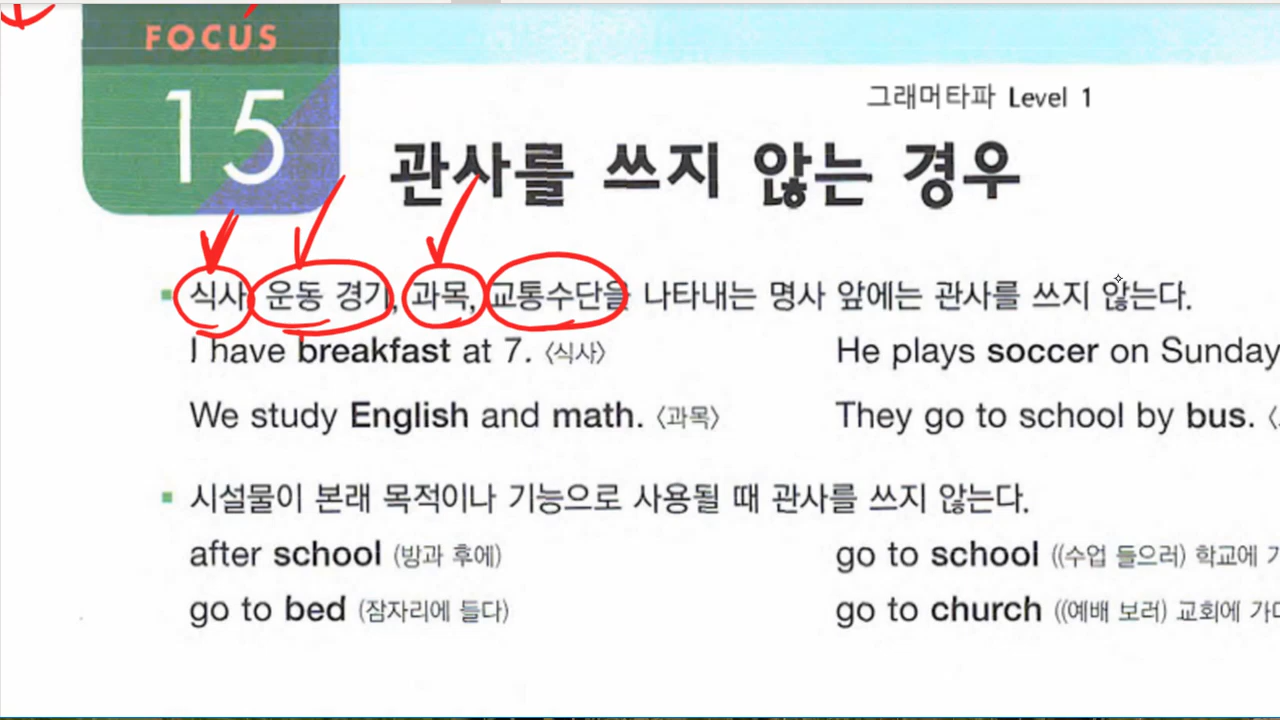 FOCUS
15
그래머타파 Level 1
관사를 쓰지 않는 경우
식사, 운동 경기, 과목, 교통수단을 나타내는 명사 앞에는 관사를 쓰지 않는다.
I have breakfast at 7. 〈식사〉
He plays soccer on Sunday
We study English and math. 〈과목〉
They go to school by bus. 〈
시설물이 본래 목적이나 기능으로 사용될 때 관사를 쓰지 않는다.
after school (방과 후에)
go to school ((수업 들으러) 학교에 가
go to bed (잠자리에 들다)
go to church ((예배 보러) 교회에 가다